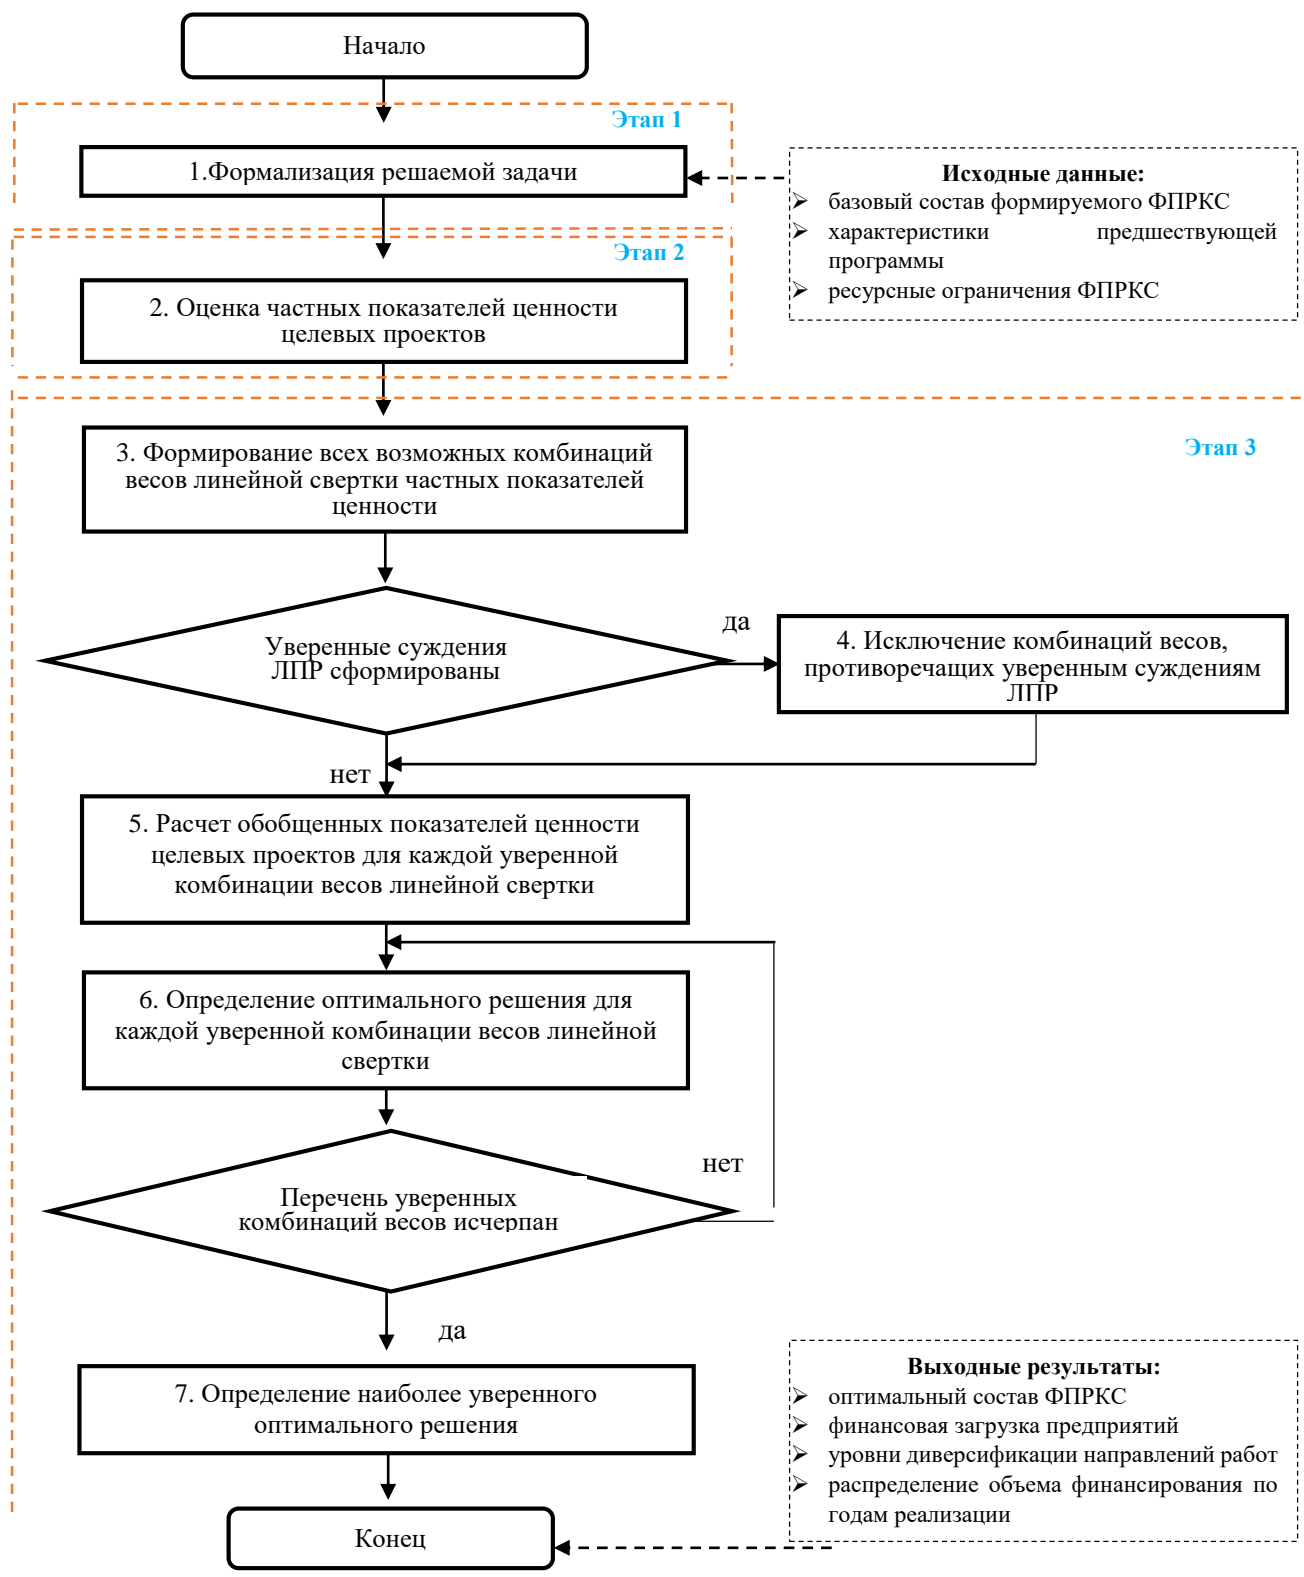 Начало
Этап 1
1.Формализация решаемой задачи
Исходные данные:
базовый состав формируемого ФПРКС
характеристики предшествующей
программы
ресурсные ограничения ФПРКС
Этап 2
2. Оценка частных показателей ценности
целевых проектов
Этап 3
3. Формирование всех возможных комбинаций
весов линейной свертки частных показателей
ценности
Уверенные суждения
ЛПР сформированы
да
4. Исключение комбинаций весов,
противоречащих уверенным суждениям
ЛПР
нет
5. Расчет обобщенных показателей ценности
целевых проектов для каждой уверенной
комбинации весов линейной свертки
6. Определение оптимального решения для
каждой уверенной комбинации весов линейной
свертки
Перечень уверенных
комбинаций весов исчерпан
нет
да
7. Определение наиболее уверенного
оптимального решения
Выходные результаты:
оптимальный состав ФПРКС
финансовая загрузка предприятий
уровни диверсификации направлений работ
распределение объема финансирования по
годам реализации
Конец